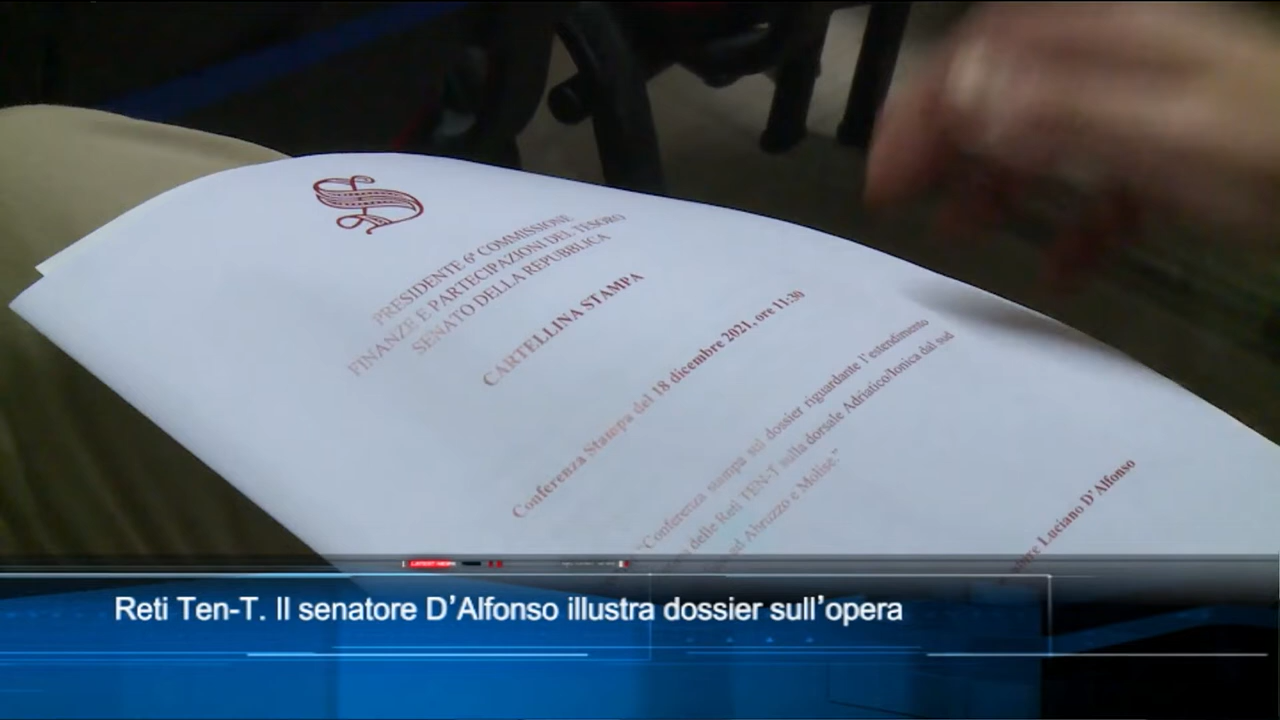 PRESIDENTE 6ª COMMISSIONE
FINANZE E PARTECIPAZIONI DEL TESORO
SENATO DELLA REPUBBLICA
CARTELLINA STAMPA
Conferenza Stampa del 18 dicembre 2021, ore 11:30
"Conferenza stampa sul dossier riguardante l'estendimento
delle Reti TEN-T sulla dorsale Adriatico/Ionica dal sud
Abruzzo e Molise."
Luciano D'Alfonso
LATEST NEWS
Reti Ten-T. Il senatore D'Alfonso illustra dossier sull'opera